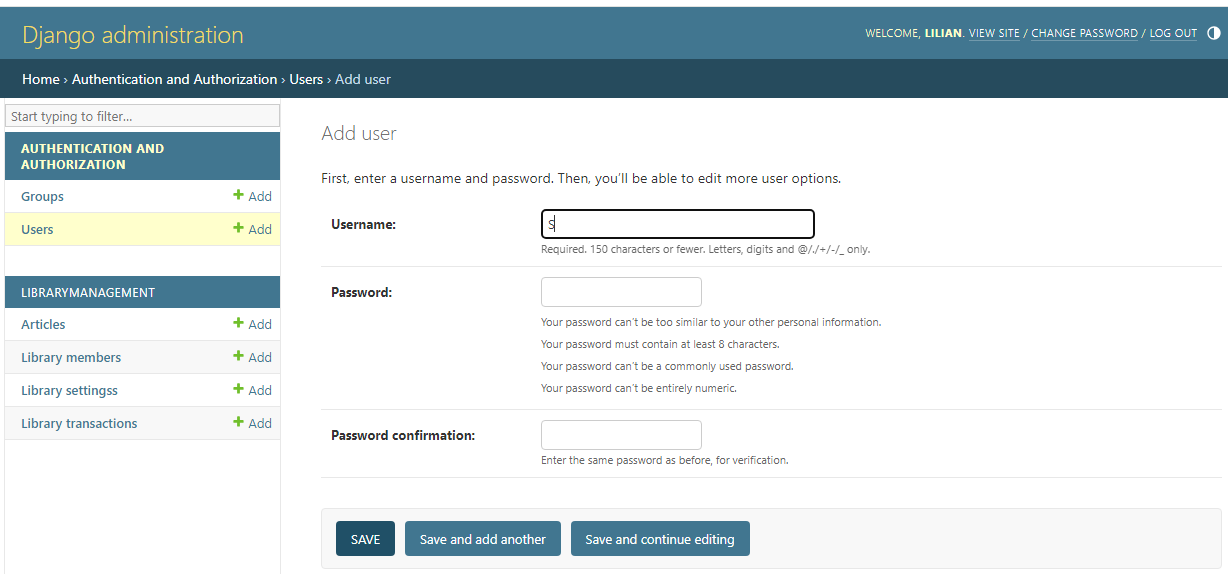 Django administration
WELCOME, LILIAN. VIEW SITE / CHANGE PASSWORD / LOG OUT
Home › Authentication and Authorization › Users › Add user
Start typing to filter...
AUTHENTICATION AND
AUTHORIZATION
Groups
+ Add
Users
+ Add
LIBRARYMANAGEMENT
Articles
+ Add
Library members
+ Add
Library settingss
+ Add
Library transactions
+ Add
Add user
First, enter a username and password. Then, you’ll be able to edit more user options.
Username:
S
Required. 150 characters or fewer. Letters, digits and @/./+/-/_ only.
Password:
Your password can’t be too similar to your other personal information.
Your password must contain at least 8 characters.
Your password can’t be a commonly used password.
Your password can’t be entirely numeric.
Password confirmation:
Enter the same password as before, for verification.
SAVE
Save and add another
Save and continue editing